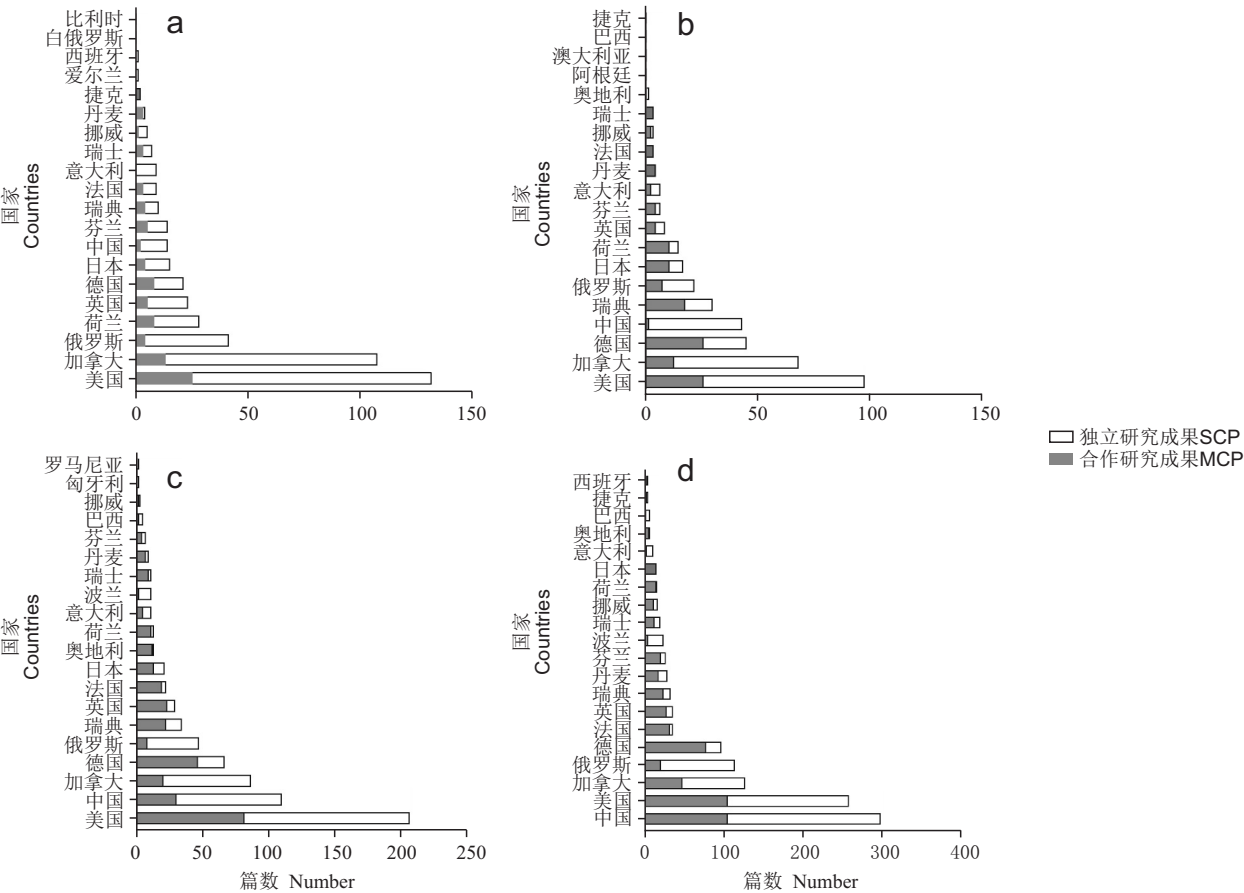 a
比利时
白俄罗斯
西班牙
爱尔兰
捷克
丹麦
挪威
瑞士
意大利
法国
瑞典
芬兰
中国
日本
德国
英国
荷兰
俄罗斯
加拿大
美国
国家
Countries
0 50 100 150
b
捷克
巴西
澳大利亚
阿根廷
奥地利
瑞士
挪威
法国
丹麦
意大利
芬兰
英国
荷兰
日本
俄罗斯
瑞典
中国
德国
加拿大
美国
国家
Countries
0 50 100 150
独立研究成果SCP
合作研究成果MCP
c
罗马尼亚
匈牙利
挪威
巴西
芬兰
丹麦
瑞士
波兰
意大利
荷兰
奥地利
日本
法国
英国
瑞典
俄罗斯
德国
加拿大
中国
美国
国家
Countries
0 50 100 150 200 250
篇数 Number
d
西班牙
捷克
巴西
奥地利
意大利
日本
荷兰
挪威
瑞士
波兰
芬兰
丹麦
瑞典
英国
法国
德国
俄罗斯
加拿大
美国
中国
国家
Countries
0 100 200 300 400
篇数 Number